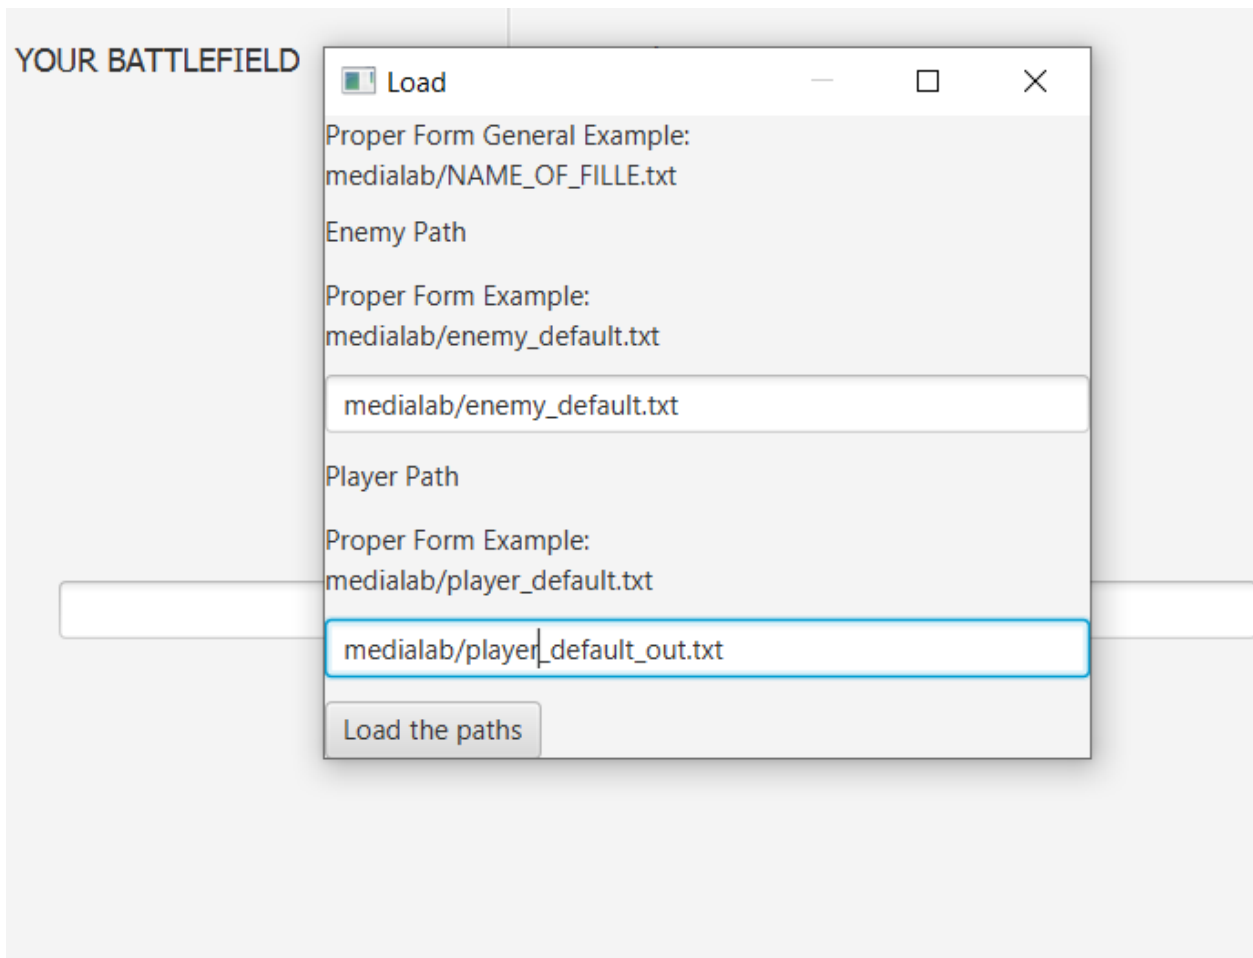 YOUR BATTLEFIELD
Load
Proper Form General Example:
medialab/NAME_OF_FILLE.txt
Enemy Path
Proper Form Example:
medialab/enemy_default.txt
medialab/enemy_default.txt
Player Path
Proper Form Example:
medialab/player_default.txt
medialab/player_default_out.txt
Load the paths